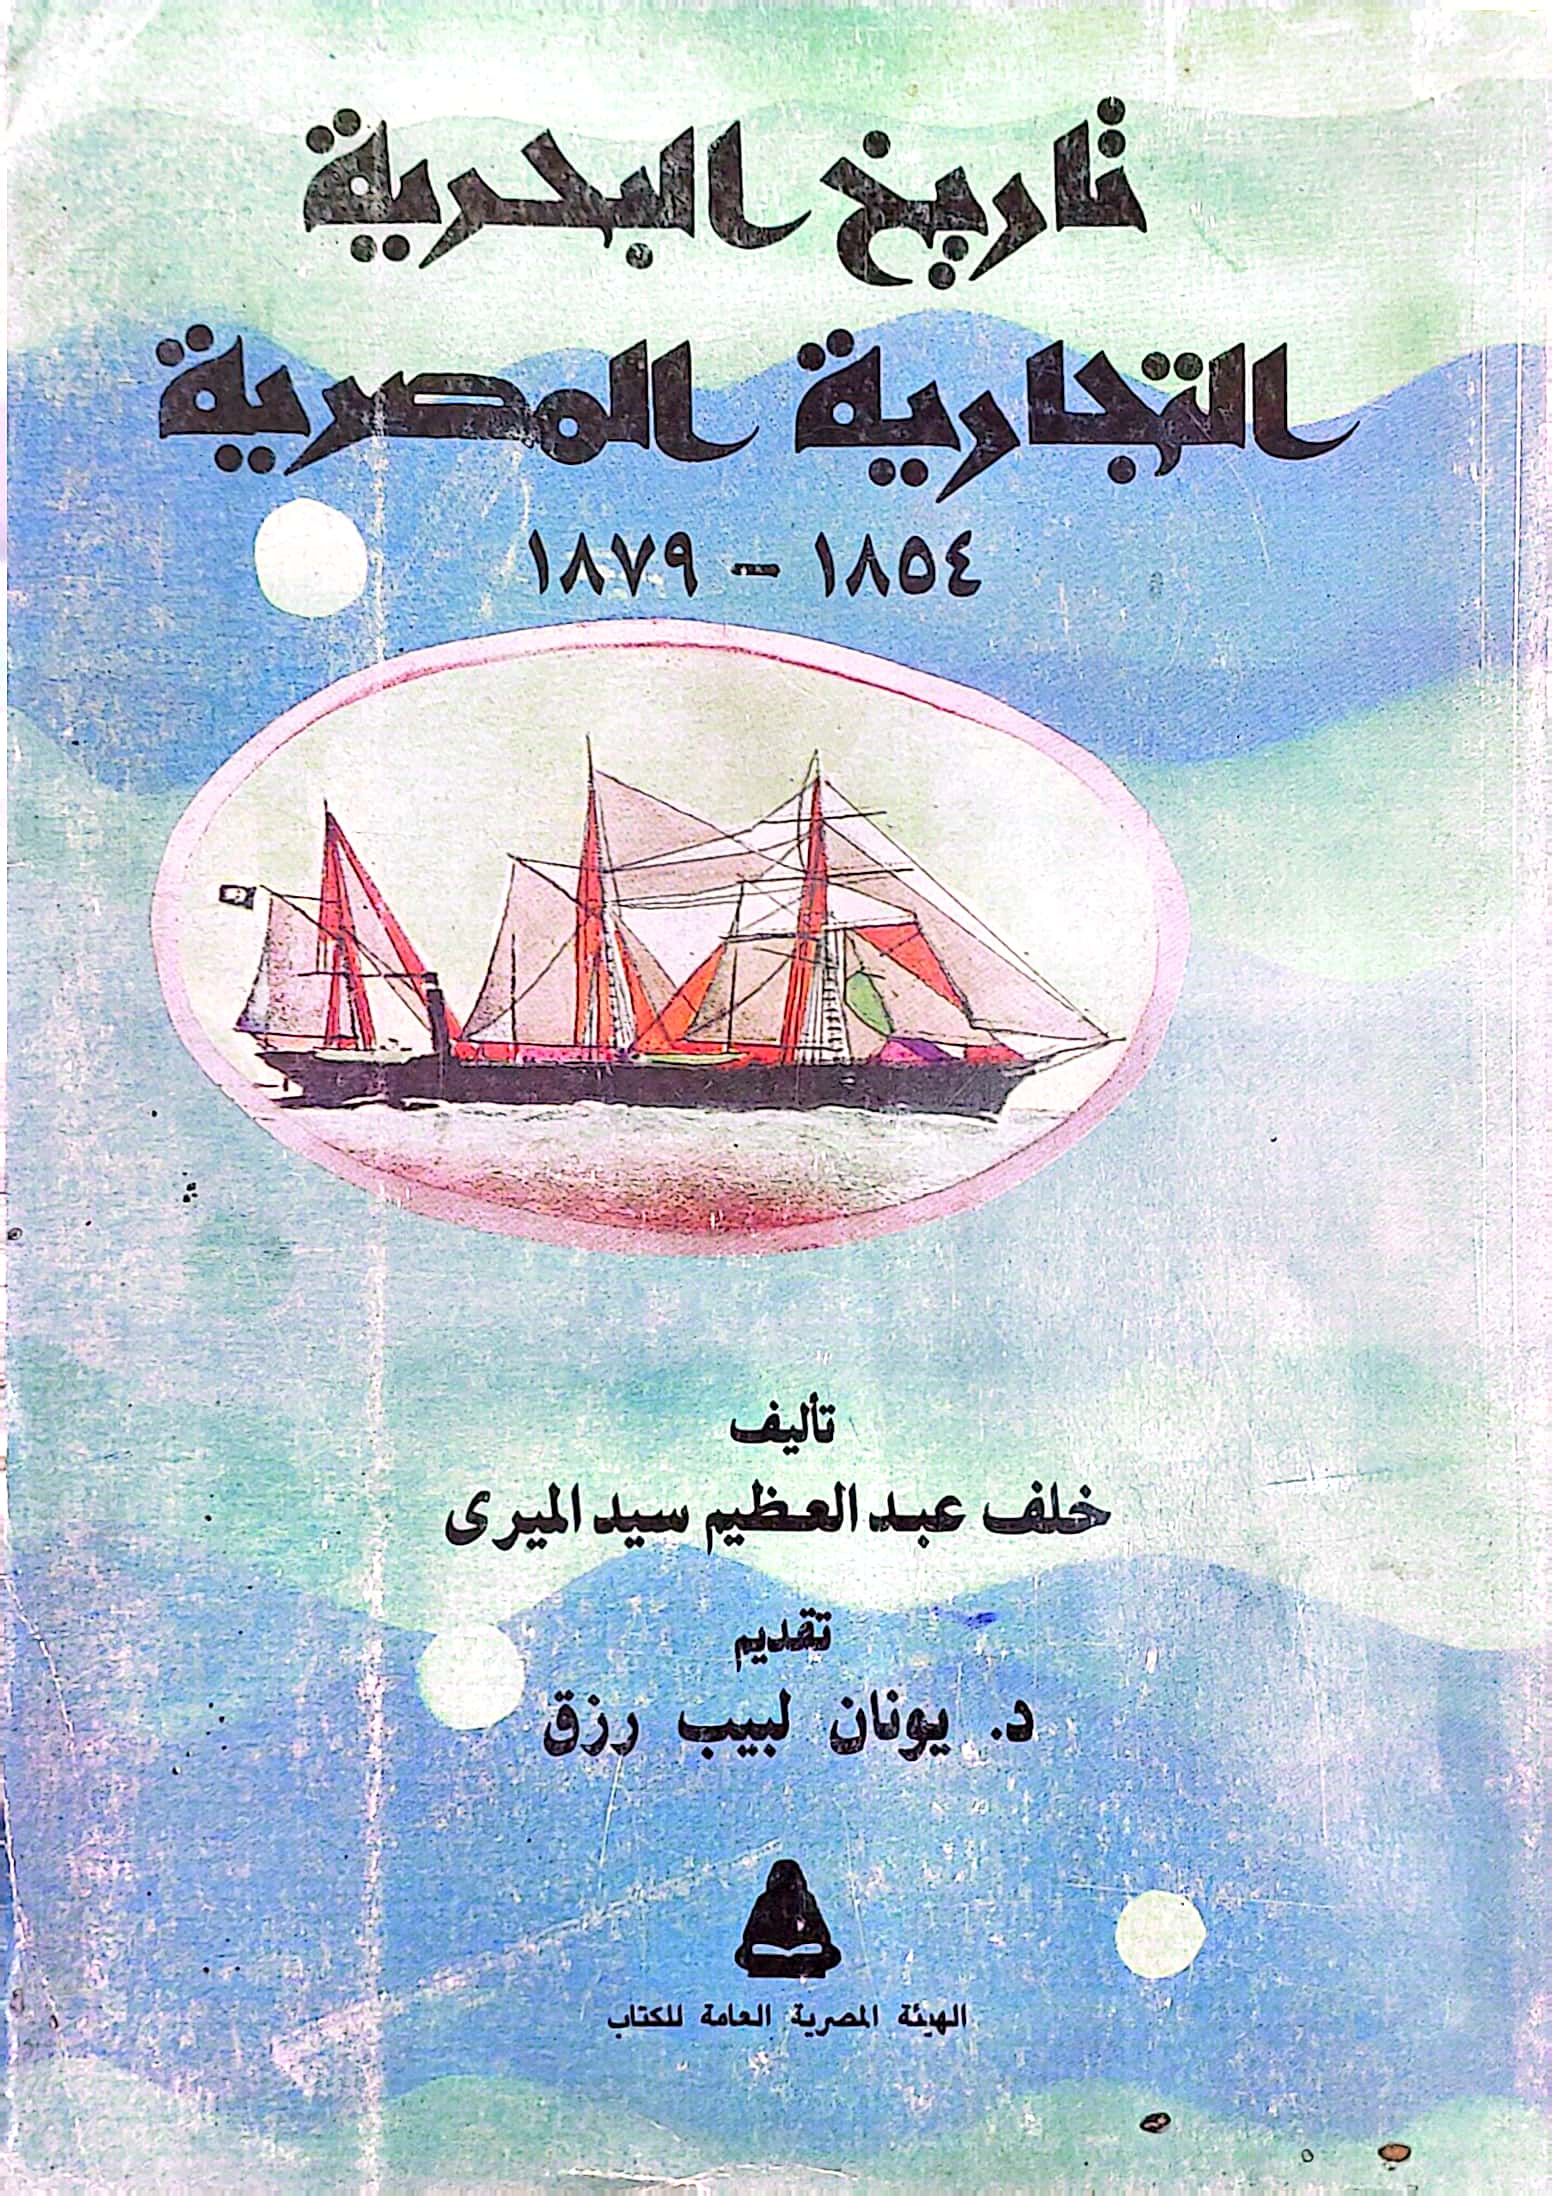 تاريخ البحرية
التجارية المصرية
١٨٥٤ - ١٨٧٩
تأليف
خلف عبد العظيم سيد الميرى
تقديم
د. يونان لبيب رزق
الهيئة المصرية العامة للكتاب